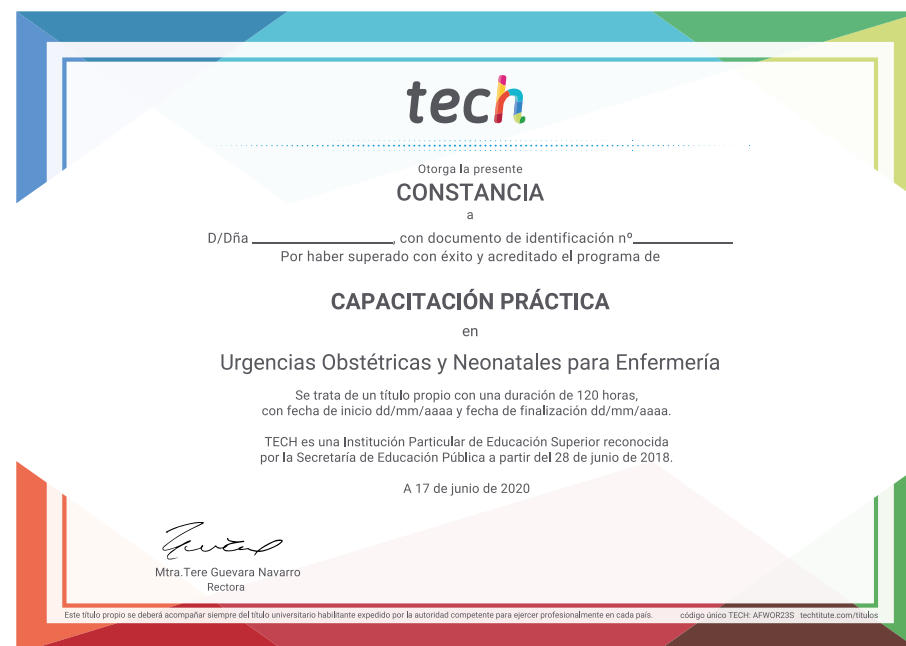 tech
Otorga la presente
CONSTANCIA
a
D/Dña ____________________, con documento de identificación nº______________
Por haber superado con éxito y acreditado el programa de
CAPACITACIÓN PRÁCTICA
en
Urgencias Obstétricas y Neonatales para Enfermería
Se trata de un título propio con una duración de 120 horas,
con fecha de inicio dd/mm/aaaa y fecha de finalización dd/mm/aaaa.
TECH es una Institución Particular de Educación Superior reconocida
por la Secretaría de Educación Pública a partir del 28 de junio de 2018.
A 17 de junio de 2020
Mtra.Tere Guevara Navarro
Rectora
Este título propio se deberá acompañar siempre del título universitario habilitante expedido por la autoridad competente para ejercer profesionalmente en cada país. código único TECH: AFWOR23S techtitute.com/titulos